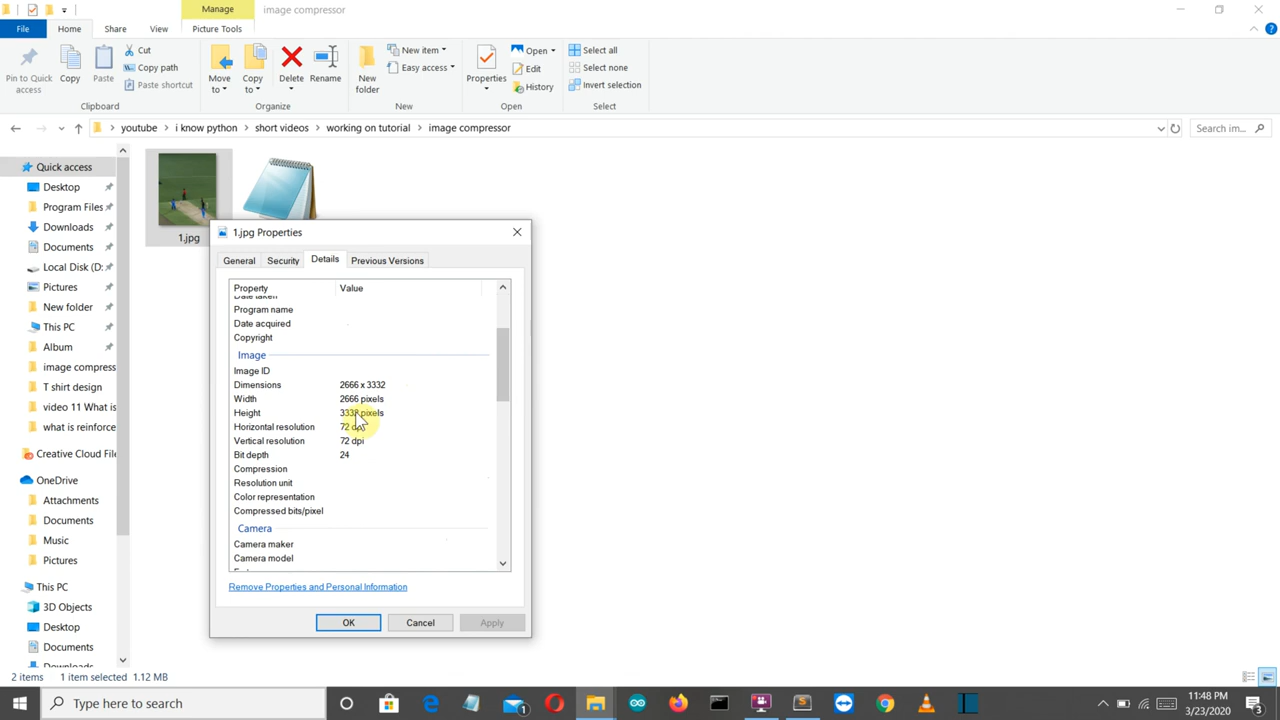 Manage
image compressor
File
Home
Share
View
Picture Tools
Pin to Quick access
Copy
Paste
Cut
Copy path
Paste shortcut
Clipboard
Move to
Copy to
Delete
Rename
Organize
New folder
New item
Easy access
New
Properties
Open
Edit
History
Open
Select all
Select none
Invert selection
Select
youtube
i know python
short videos
working on tutorial
image compressor
Search im...
Quick access
Desktop
Program Files
Downloads
Documents
Local Disk (D:
Pictures
New folder
This PC
Album
image compress
T shirt design
video 11 What is
what is reinforce
Creative Cloud File
OneDrive
Attachments
Documents
Music
Pictures
This PC
3D Objects
Desktop
Documents
Downloads
1.jpg
1.jpg Properties
General
Security
Details
Previous Versions
Property Value
Date taken
Program name
Date acquired
Copyright
Image
Image ID
Dimensions 2666 x 3332
Width 2666 pixels
Height 3332 pixels
Horizontal resolution 72 dpi
Vertical resolution 72 dpi
Bit depth 24
Compression
Resolution unit
Color representation
Compressed bits/pixel
Camera
Camera maker
Camera model
Remove Properties and Personal Information
OK
Cancel
Apply
2 items 1 item selected 1.12 MB
Type here to search
1
11:48 PM
3/23/2020
3